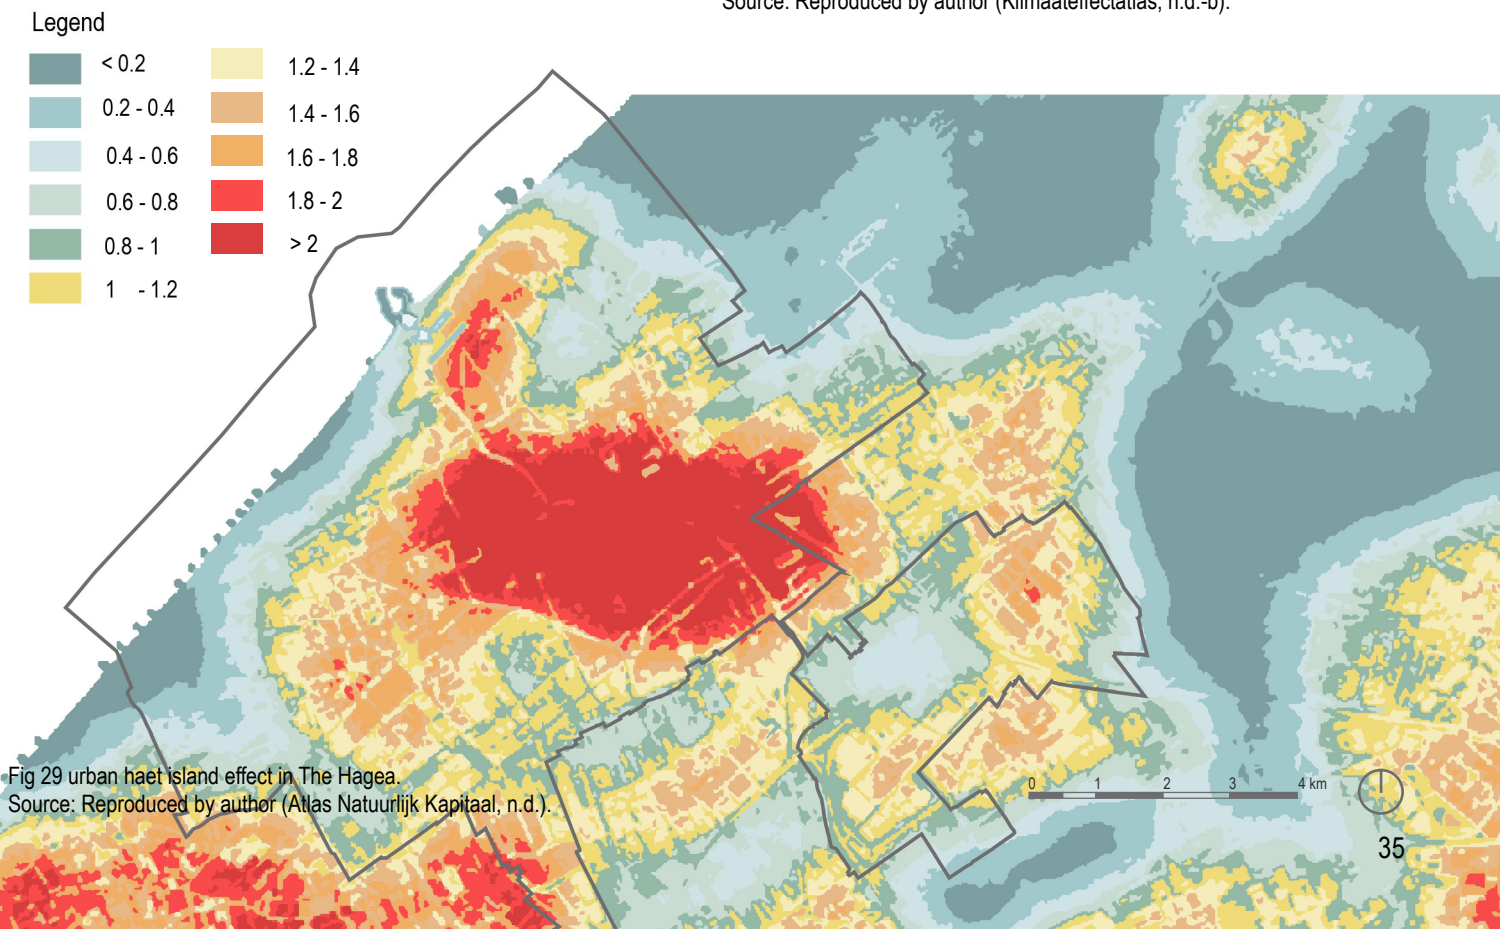 Source: Reproduced by author (Klimaateffectatlas, n.d.-b).
Legend
< 0.2
0.2 - 0.4
0.4 - 0.6
0.6 - 0.8
0.8 - 1
1 - 1.2
1.2 - 1.4
1.4 - 1.6
1.6 - 1.8
1.8 - 2
> 2
Fig 29 urban haet island effect in The Hagea.
Source: Reproduced by author (Atlas Natuurlijk Kapitaal, n.d.).
0 1 2 3 4 km
35